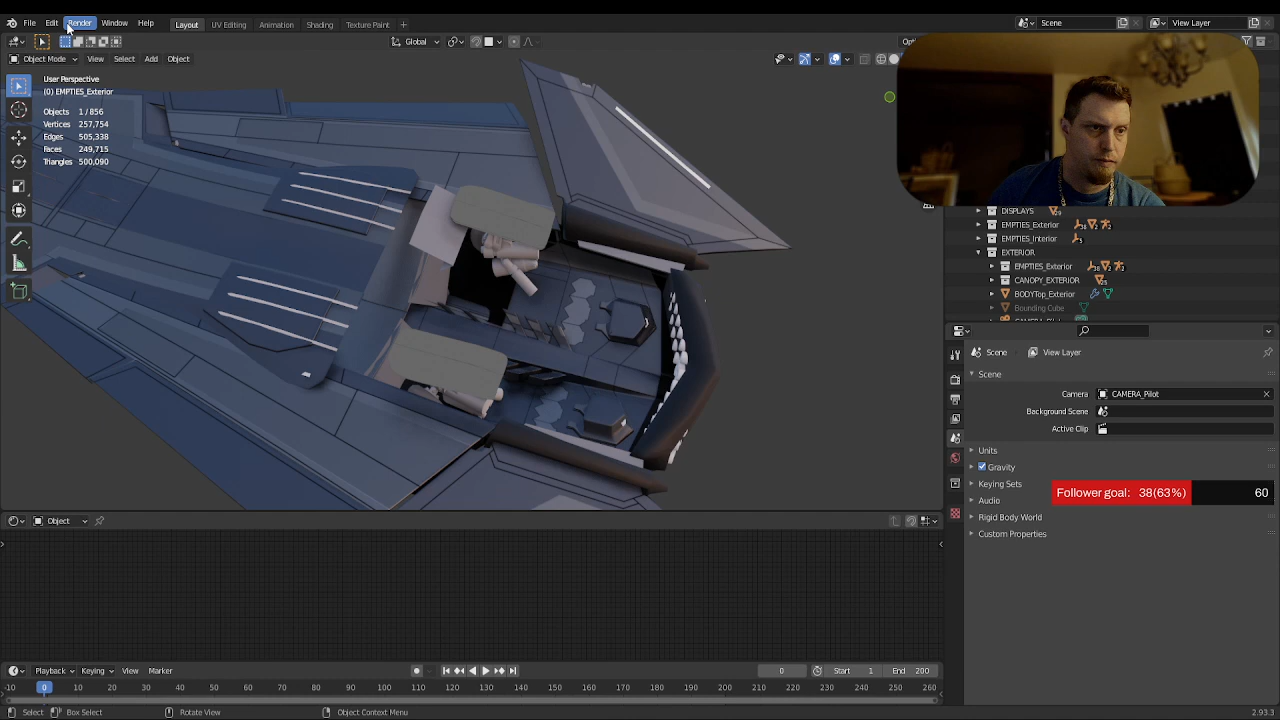 File Edit Render Window Help
Layout UV Editing Animation Shading Texture Paint +
Scene
View Layer
Global
Object Mode View Select Add Object
User Perspective
(0) EMPTIES_Exterior
Objects 1 / 856
Vertices 257,754
Edges 505,338
Faces 249,715
Triangles 500,090
DISPLAYS
EMPTIES_Exterior
EMPTIES_Interior
EXTERIOR
EMPTIES_Exterior
CANOPY_EXTERIOR
BODYTop_Exterior
Bounding Cube
Scene View Layer
Scene
Camera CAMERA_Pilot
Background Scene
Active Clip
Units
Gravity
Keying Sets
Audio
Rigid Body World
Custom Properties
Follower goal: 38(63%) 60
Object
Playback Keying View Marker
0 Start 1 End 200
-10 0 10 20 30 40 50 60 70 80 90 100 110 120 130 140 150 160 170 180 190 200 210 220 230 240 250 260
Select Box Select Rotate View Object Context Menu 2.93.3